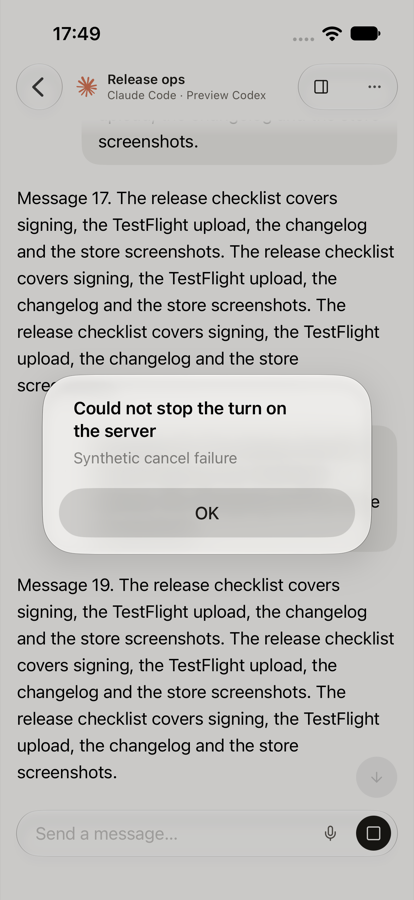 17:49
Release ops
Claude Code · Preview Codex
screenshots.
Message 17. The release checklist covers
signing, the TestFlight upload, the changelog
and the store screenshots. The release checklist
covers signing, the TestFlight upload, the
changelog and the store screenshots. The
release checklist covers signing, the TestFlight
upload, the changelog and the store
scre
Could not stop the turn on
the server
Synthetic cancel failure
e
OK
Message 19. The release checklist covers
signing, the TestFlight upload, the changelog
and the store screenshots. The release checklist
covers signing, the TestFlight upload, the
changelog and the store screenshots. The
release checklist covers signing, the TestFlight
upload, the changelog and the store
screenshots.
Send a message...